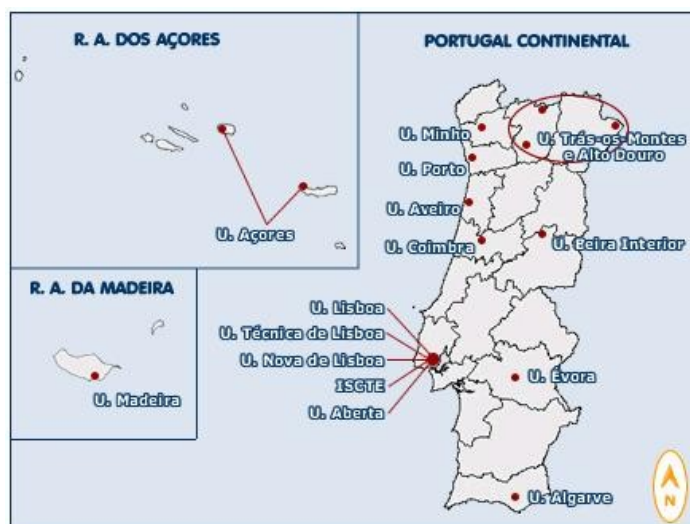 R. A. DOS AÇORES
U. Açores
R. A. DA MADEIRA
U. Madeira
PORTUGAL CONTINENTAL
U. Minho
U. Trás-os-Montes
e Alto Douro
U. Porto
U. Aveiro
U. Coimbra
U. Beira Interior
U. Lisboa
U. Técnica de Lisboa
U. Nova de Lisboa
ISCTE
U. Aberta
U. Évora
U. Algarve
N